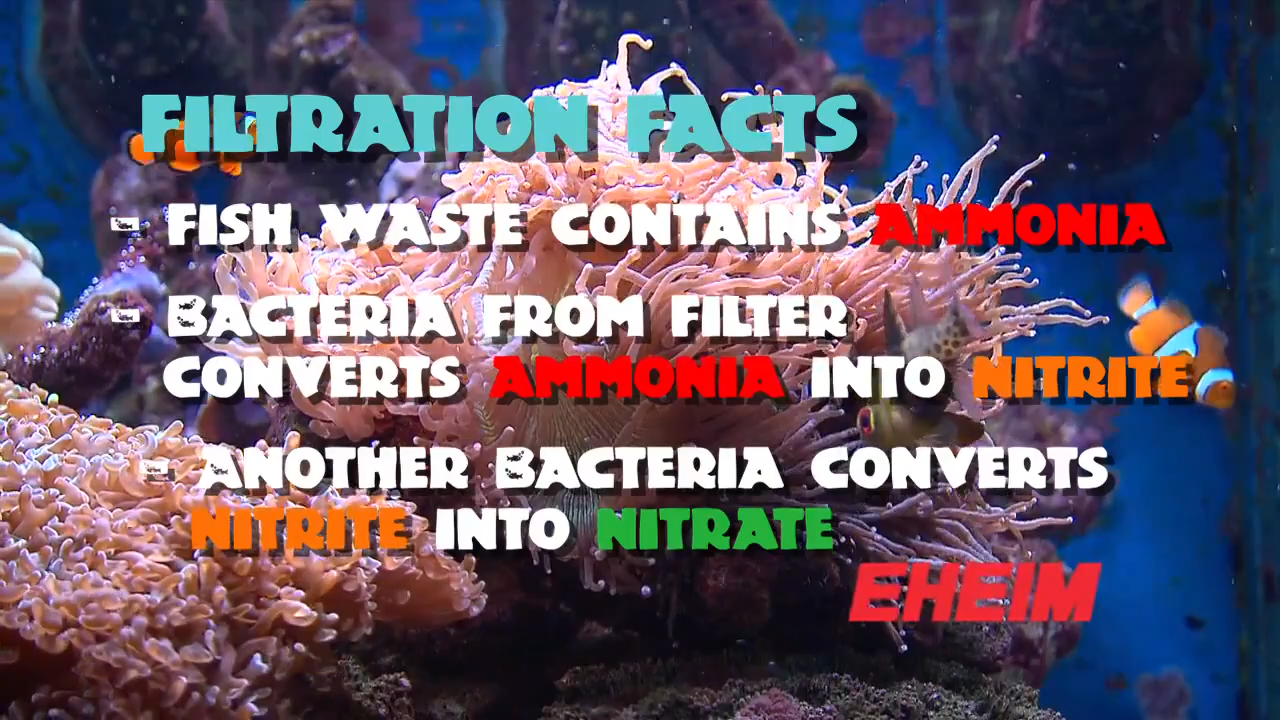 FILTRATION FACTS
- FISH WASTE CONTAINS AMMONIA
- BACTERIA FROM FILTER
CONVERTS AMMONIA INTO NITRITE
- ANOTHER BACTERIA CONVERTS
NITRITE INTO NITRATE
EHEIM